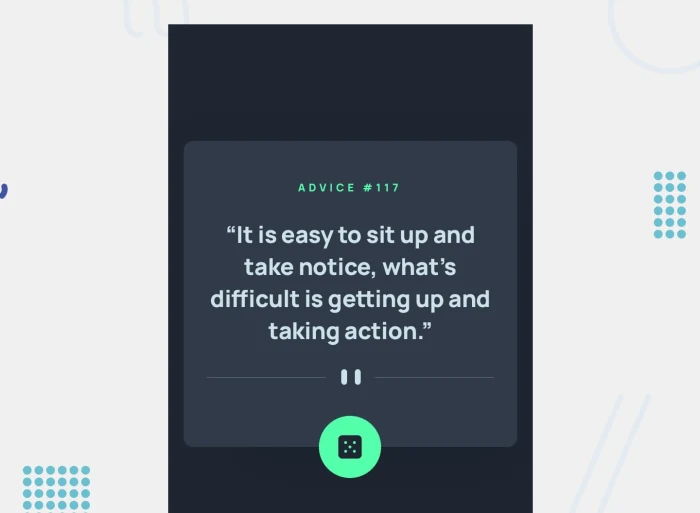 ADVICE #117
“It is easy to sit up and
take notice, what’s
difficult is getting up and
taking action.”